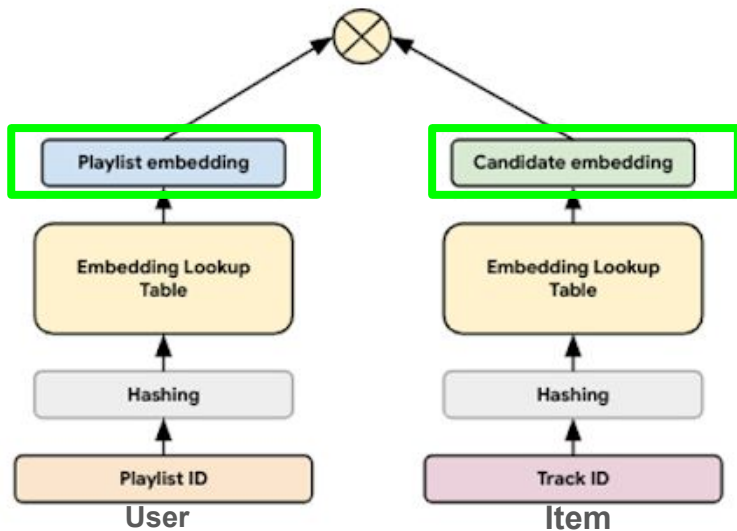 Playlist embedding
Candidate embedding
Embedding Lookup
Table
Embedding Lookup
Table
Hashing
Hashing
Playlist ID
Track ID
User
Item